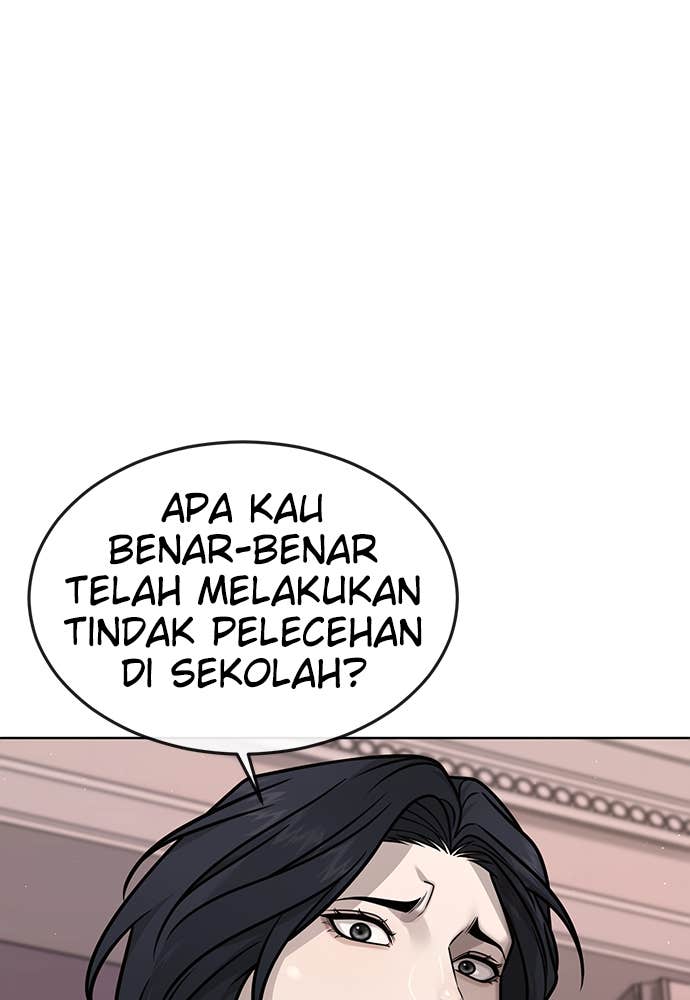 APA KAU
BENAR-BENAR
TELAH MELAKUKAN
TINDAK PELECEHAN
DI SEKOLAH?